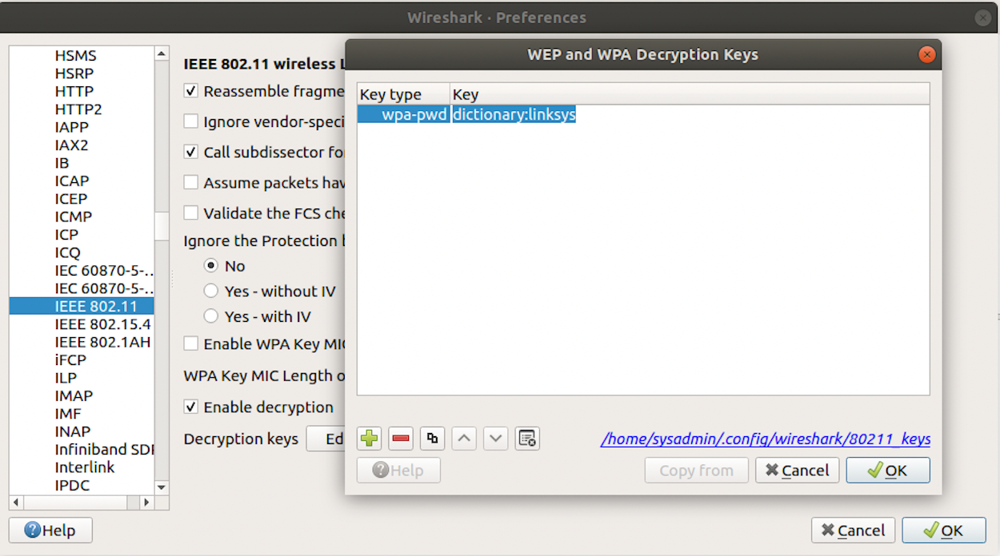 Wireshark · Preferences
HSMS
HSRP
HTTP
HTTP2
IAPP
IAX2
IB
ICAP
ICEP
ICMP
ICP
ICQ
IEC 60870-5-..
IEC 60870-5-..
IEEE 802.11
IEEE 802.15.4
IEEE 802.1AH
iFCP
ILP
IMAP
IMF
INAP
Infiniband SDP
Interlink
IPDC
Help
IEEE 802.11 wireless L
Reassemble fragme
Ignore vendor-speci
Call subdissector fo
Assume packets hav
Validate the FCS che
Ignore the Protection b
No
Yes - without IV
Yes - with IV
Enable WPA Key MIC
WPA Key MIC Length o
Enable decryption
Decryption keys Ed
WEP and WPA Decryption Keys
Key type Key
wpa-pwd dictionary:linksys
/home/sysadmin/.config/wireshark/80211_keys
Help Copy from Cancel OK
Cancel OK